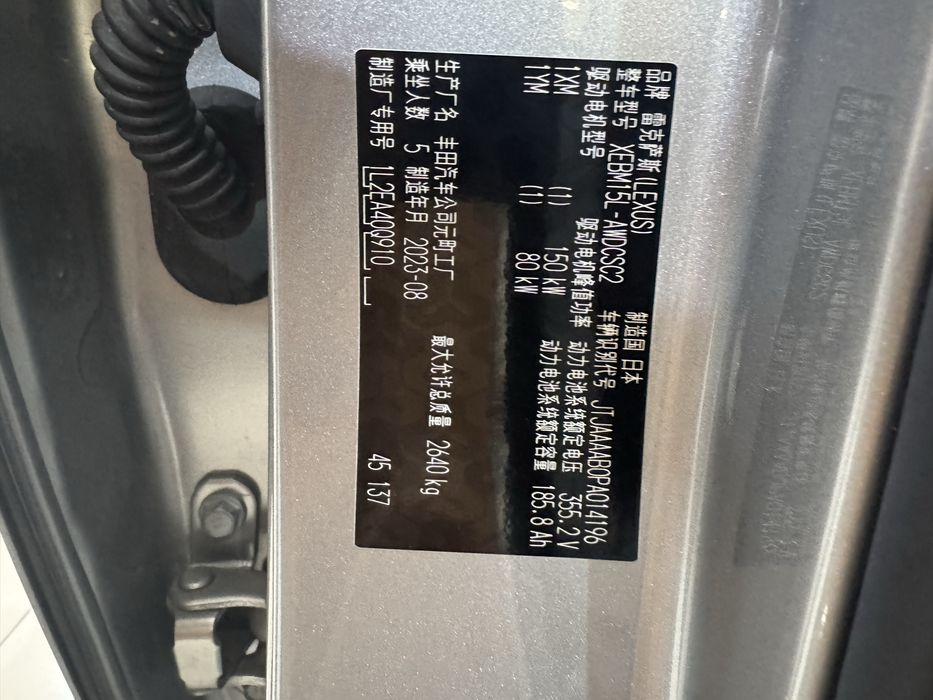 品牌 雷克萨斯(LEXUS) 制造国 日本
整车型号 XEBM15L-AWDCSC2 车辆识别代号 JTJAAAAB0PA014196
驱动电机型号 驱动电机峰值功率 动力电池系统额定电压 355.2 V
1XM (1) 150 kW 动力电池系统额定容量 185.8 Ah
1YM (1) 80 kW
生产厂名 丰田汽车公司元町工厂 最大允许总质量 2640 kg
乘坐人数 5 制造年月 2023-08
制造厂专用号 1L2EA40Q910 45 137